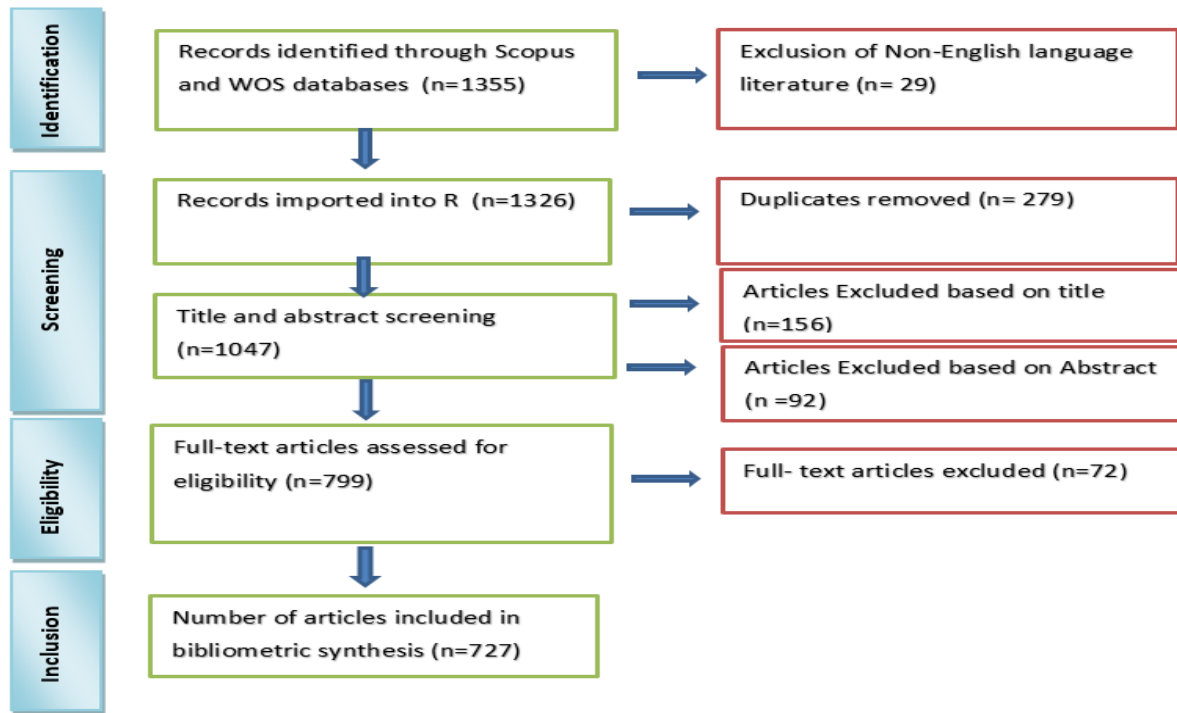 Identification
Records identified through Scopus
and WOS databases (n=1355)
Exclusion of Non-English language
literature (n= 29)
Screening
Records imported into R (n=1326)
Duplicates removed (n= 279)
Title and abstract screening
(n=1047)
Articles Excluded based on title
(n=156)
Articles Excluded based on Abstract
(n =92)
Eligibility
Full-text articles assessed for
eligibility (n=799)
Full- text articles excluded (n=72)
Inclusion
Number of articles included in
bibliometric synthesis (n=727)